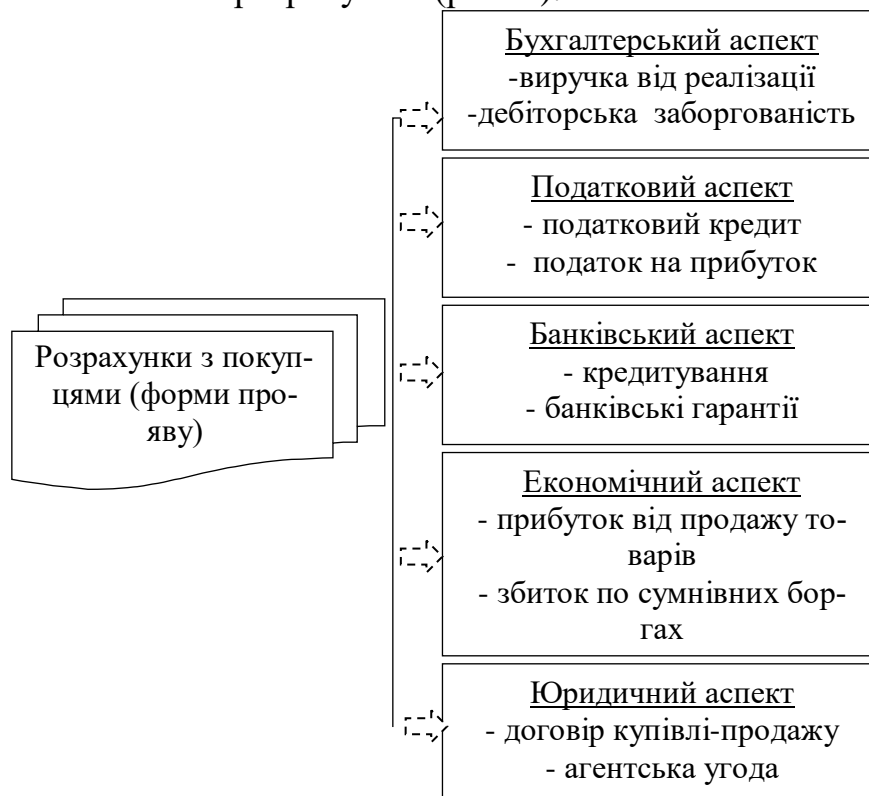 Розрахунки з покуп-
цями (форми про-
яву)
Бухгалтерський аспект
-виручка від реалізації
-дебіторська заборгованість
Податковий аспект
- податковий кредит
- податок на прибуток
Банківський аспект
- кредитування
- банківські гарантії
Економічний аспект
- прибуток від продажу то-
варів
- збиток по сумнівних бор-
гах
Юридичний аспект
- договір купівлі-продажу
- агентська угода